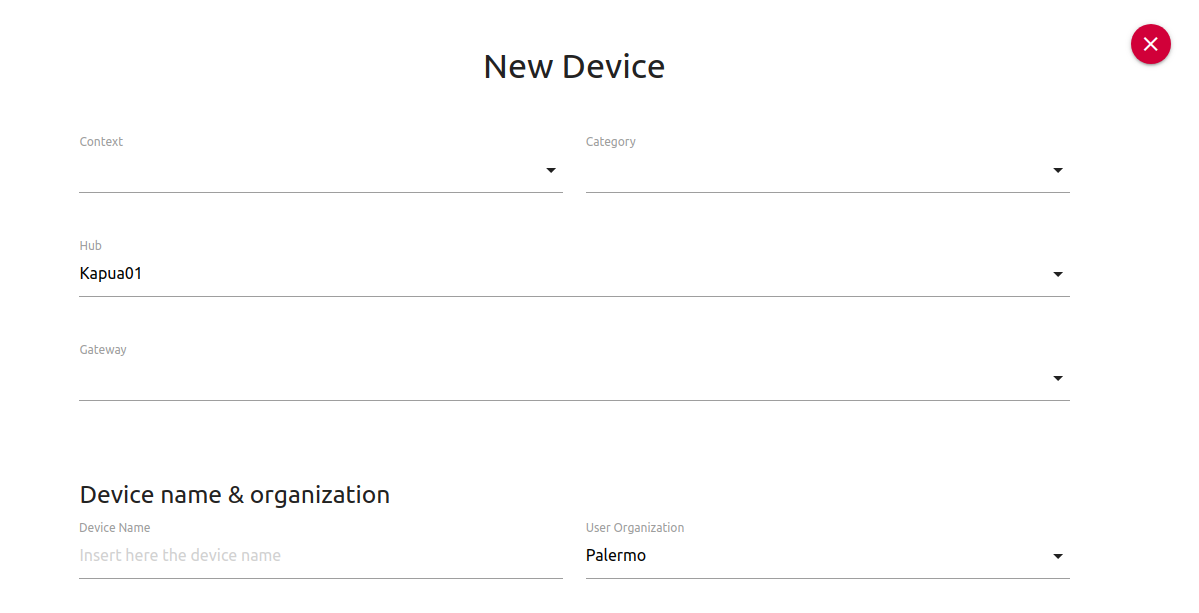 New Device
Context
Category
Hub
Kapua01
Gateway
Device name & organization
Device Name
User Organization
Insert here the device name
Palermo